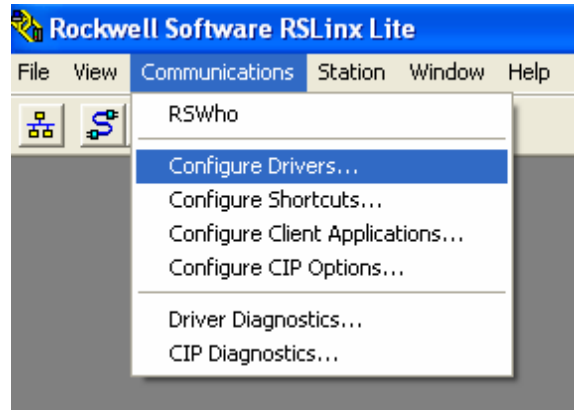 Rockwell Software RSLinx Lite
File View Communications Station Window Help
RSWho
Configure Drivers...
Configure Shortcuts...
Configure Client Applications...
Configure CIP Options...
Driver Diagnostics...
CIP Diagnostics...